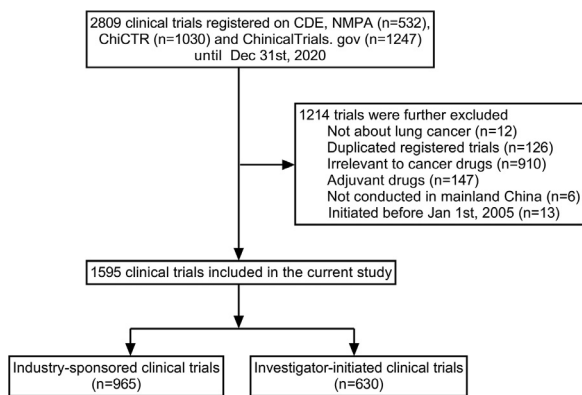 2809 clinical trials registered on CDE, NMPA (n=532),
ChiCTR (n=1030) and ChinicalTrials. gov (n=1247)
until Dec 31st, 2020
1214 trials were further excluded
Not about lung cancer (n=12)
Duplicated registered trials (n=126)
Irrelevant to cancer drugs (n=910)
Adjuvant drugs (n=147)
Not conducted in mainland China (n=6)
Initiated before Jan 1st, 2005 (n=13)
1595 clinical trials included in the current study
Industry-sponsored clinical trials
(n=965)
Investigator-initiated clinical trials
(n=630)